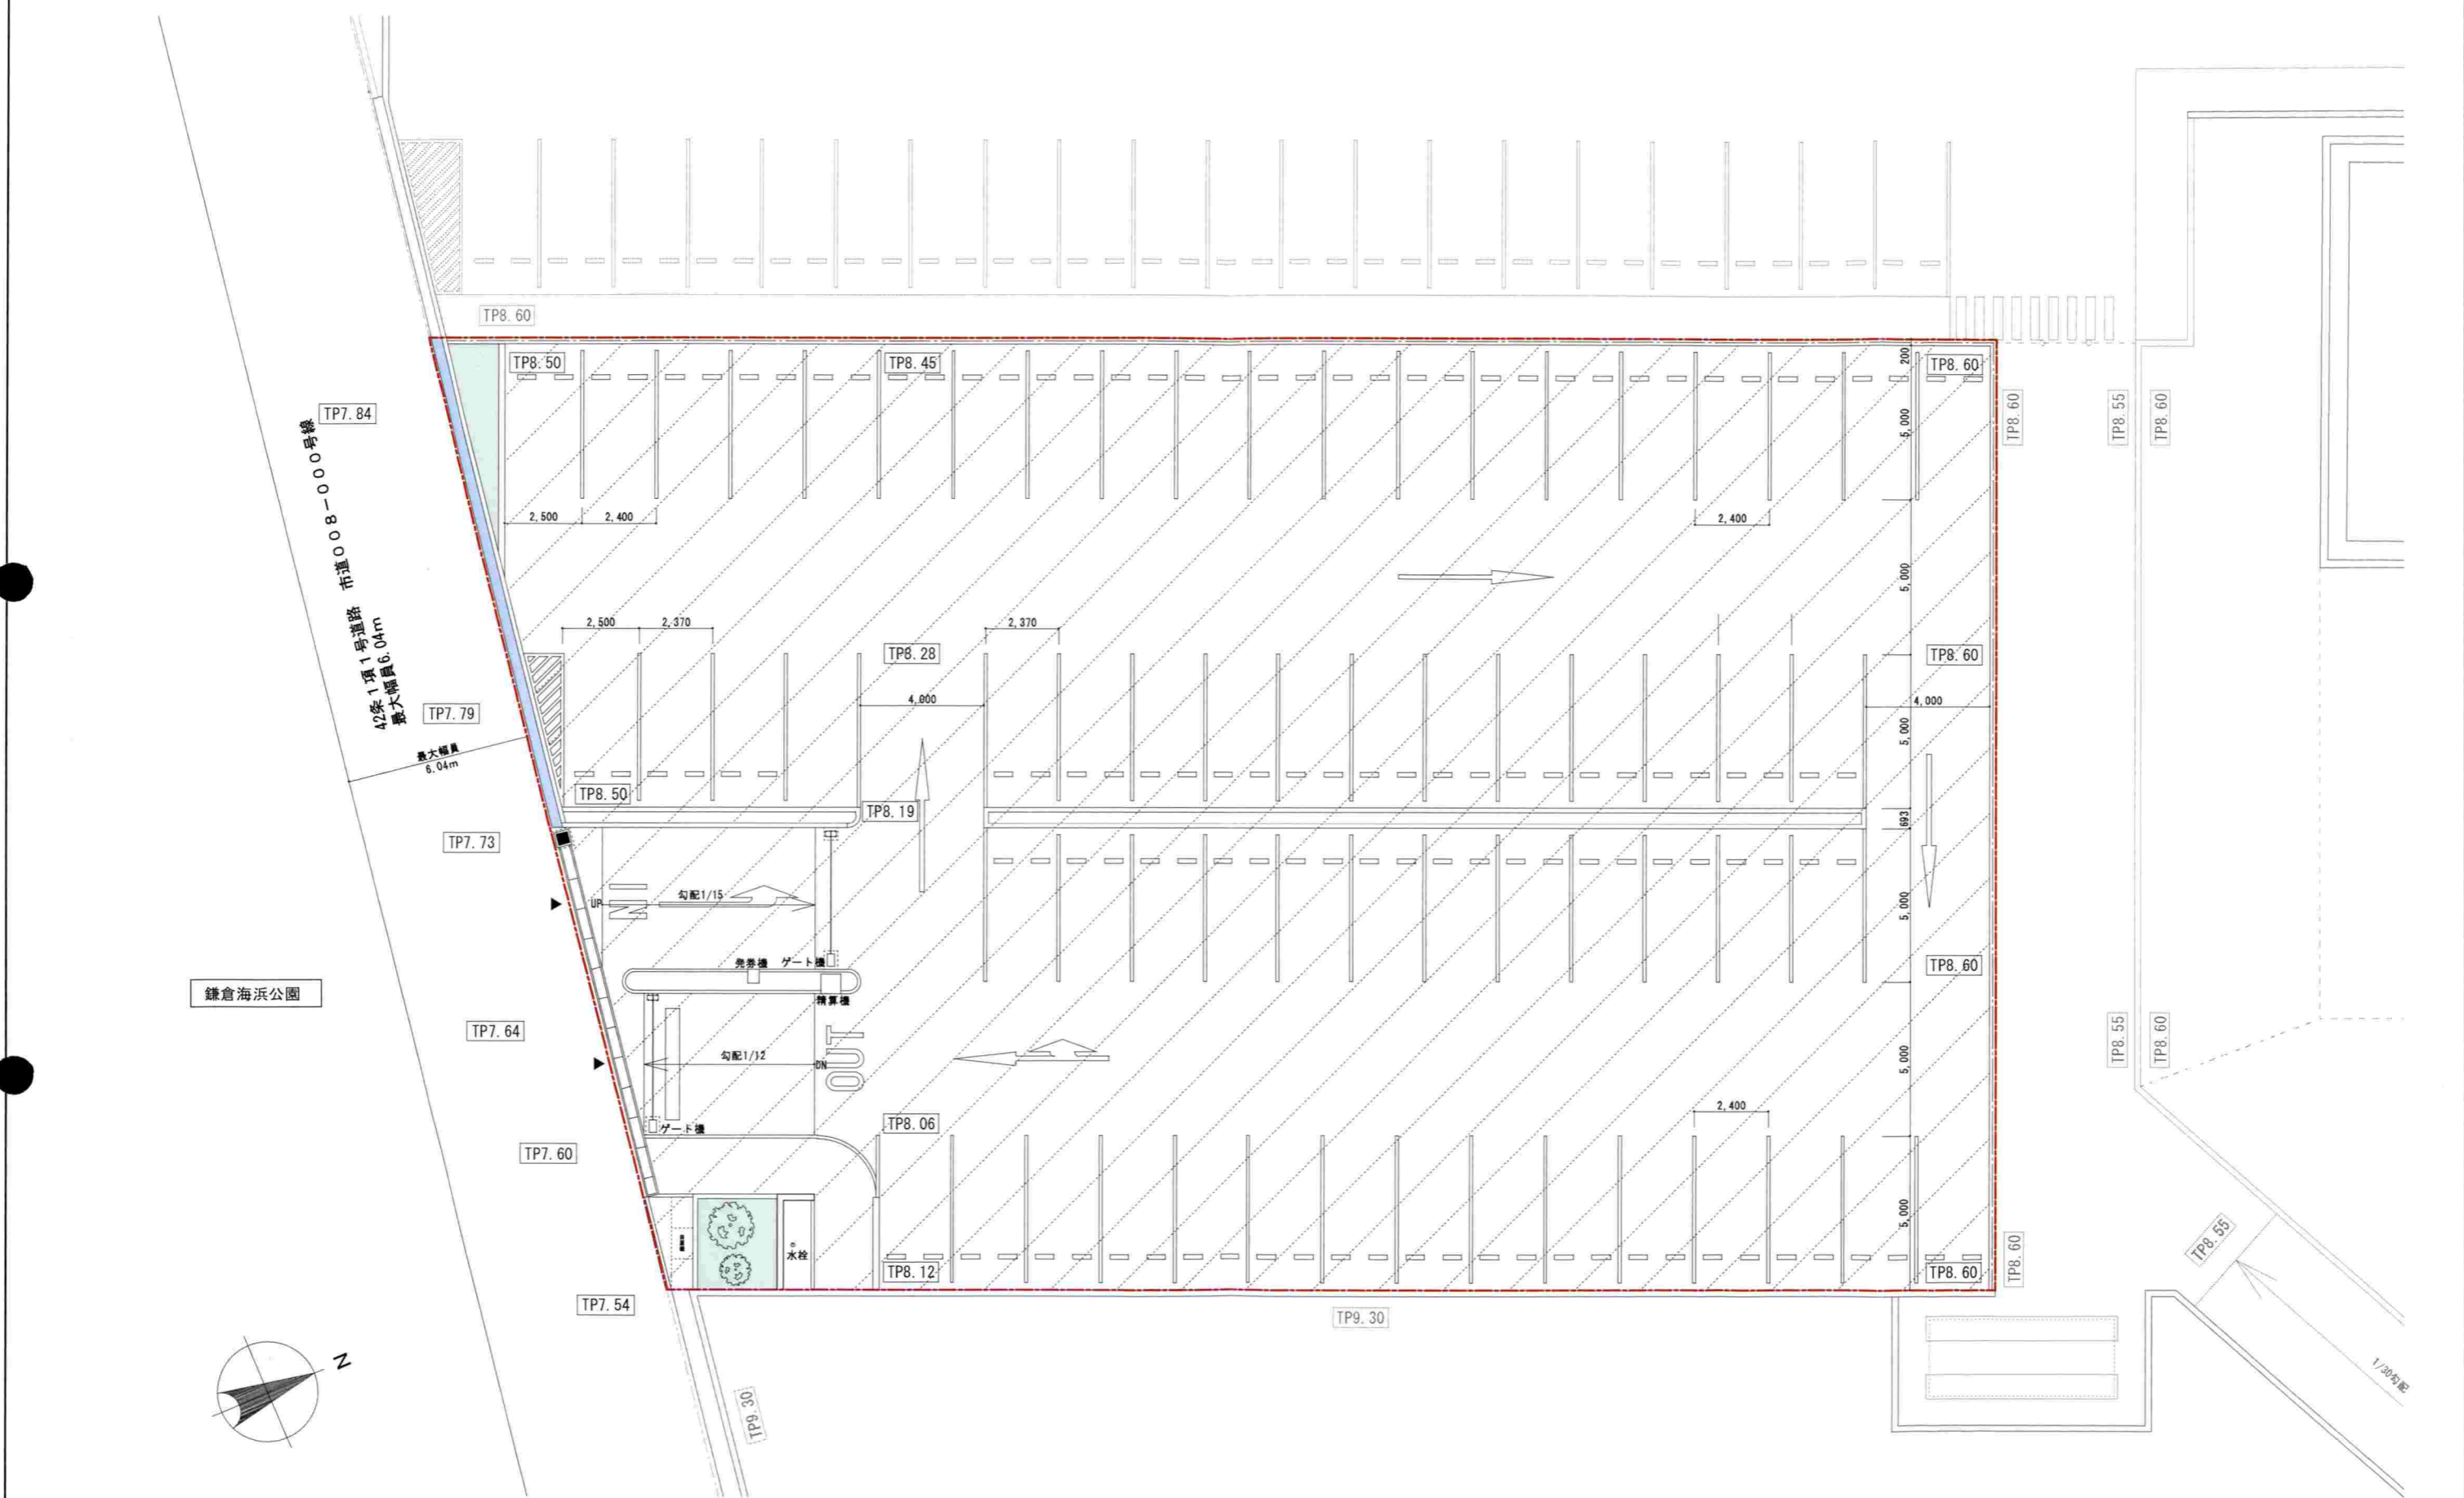 TP8.60
TP8.50
TP8.45
TP8.60
200
TP7.84
TP8.60
TP8.55
TP8.60
5,000
市道008-000号線
42条1項1号道路
最大幅員6.04m
2,500
2,400
2,400
5,000
2,500
2,370
2,370
TP8.28
TP8.60
4,000
4,000
TP7.79
5,000
最大幅員
6.04m
TP8.50
TP8.19
693
TP7.73
UP
IN
勾配1/15
5,000
発券機
ゲート機
TP8.60
鎌倉海浜公園
精算機
TP7.64
OUT
TP8.55
TP8.60
勾配1/12
DN
5,000
2,400
ゲート機
TP8.06
TP7.60
5,000
水栓
TP8.12
TP8.60
TP8.60
TP8.55
TP7.54
TP9.30
N
1/30勾配
TP9.30